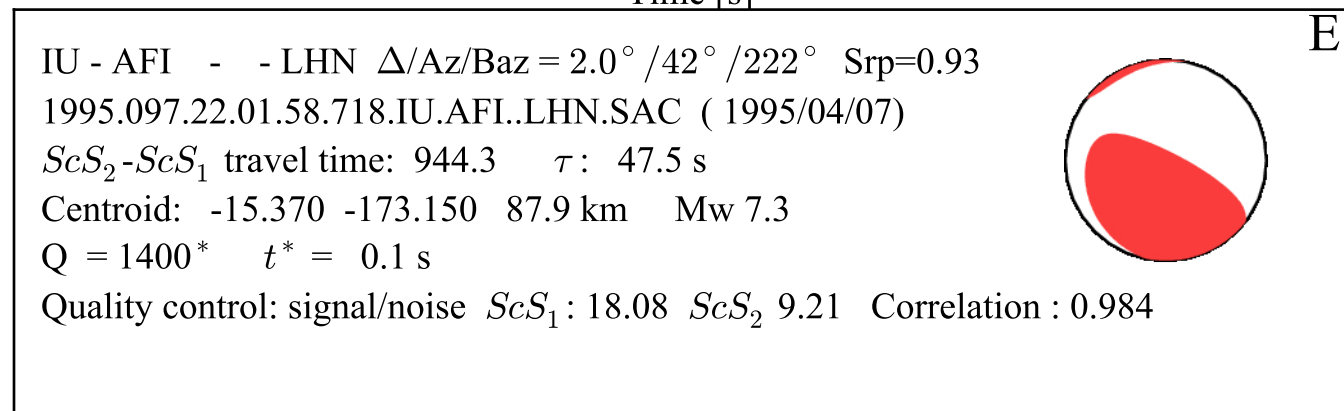 Time [s]
E
IU - AFI - - LHN Δ/Az/Baz = 2.0°/42°/222° Srp=0.93
1995.097.22.01.58.718.IU.AFI..LHN.SAC ( 1995/04/07)
ScS₂-ScS₁ travel time: 944.3 τ: 47.5 s
Centroid: -15.370 -173.150 87.9 km Mw 7.3
Q = 1400* t* = 0.1 s
Quality control: signal/noise ScS₁: 18.08 ScS₂ 9.21 Correlation : 0.984